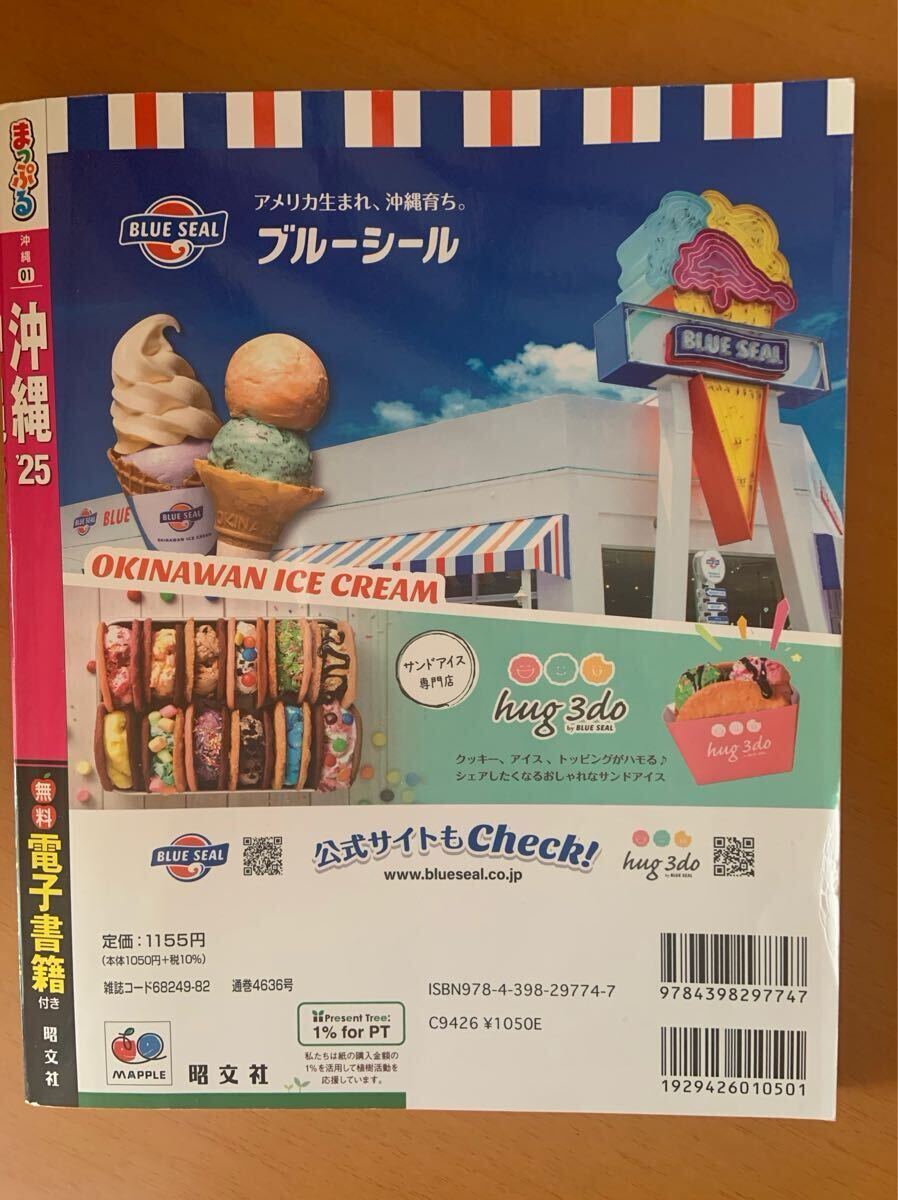 まっぷる
沖縄
01
沖縄
'25
無料
電子書籍
付き
昭文社
BLUE SEAL
アメリカ生まれ、沖縄育ち。
ブルーシール
BLUE SEAL
BLUE SEAL
BLUE
BLUE SEAL
OKINAWAN ICE CREAM
OKINAWAN ICE CREAM
サンドアイス
専門店
hug 3do
by BLUE SEAL
hug 3do
クッキー、アイス、トッピングがハモる♪
シェアしたくなるおしゃれなサンドアイス
BLUE SEAL
公式サイトもCheck!
www.blueseal.co.jp
hug 3do
by BLUE SEAL
定価:1155円
(本体1050円+税10%)
雑誌コード68249-82 通巻4636号
MAPPLE
昭文社
Present Tree:
1% for PT
私たちは紙の購入金額の
1%を活用して植樹活動を
応援しています。
ISBN978-4-398-29774-7
C9426 ¥1050E
9784398297747
1929426010501